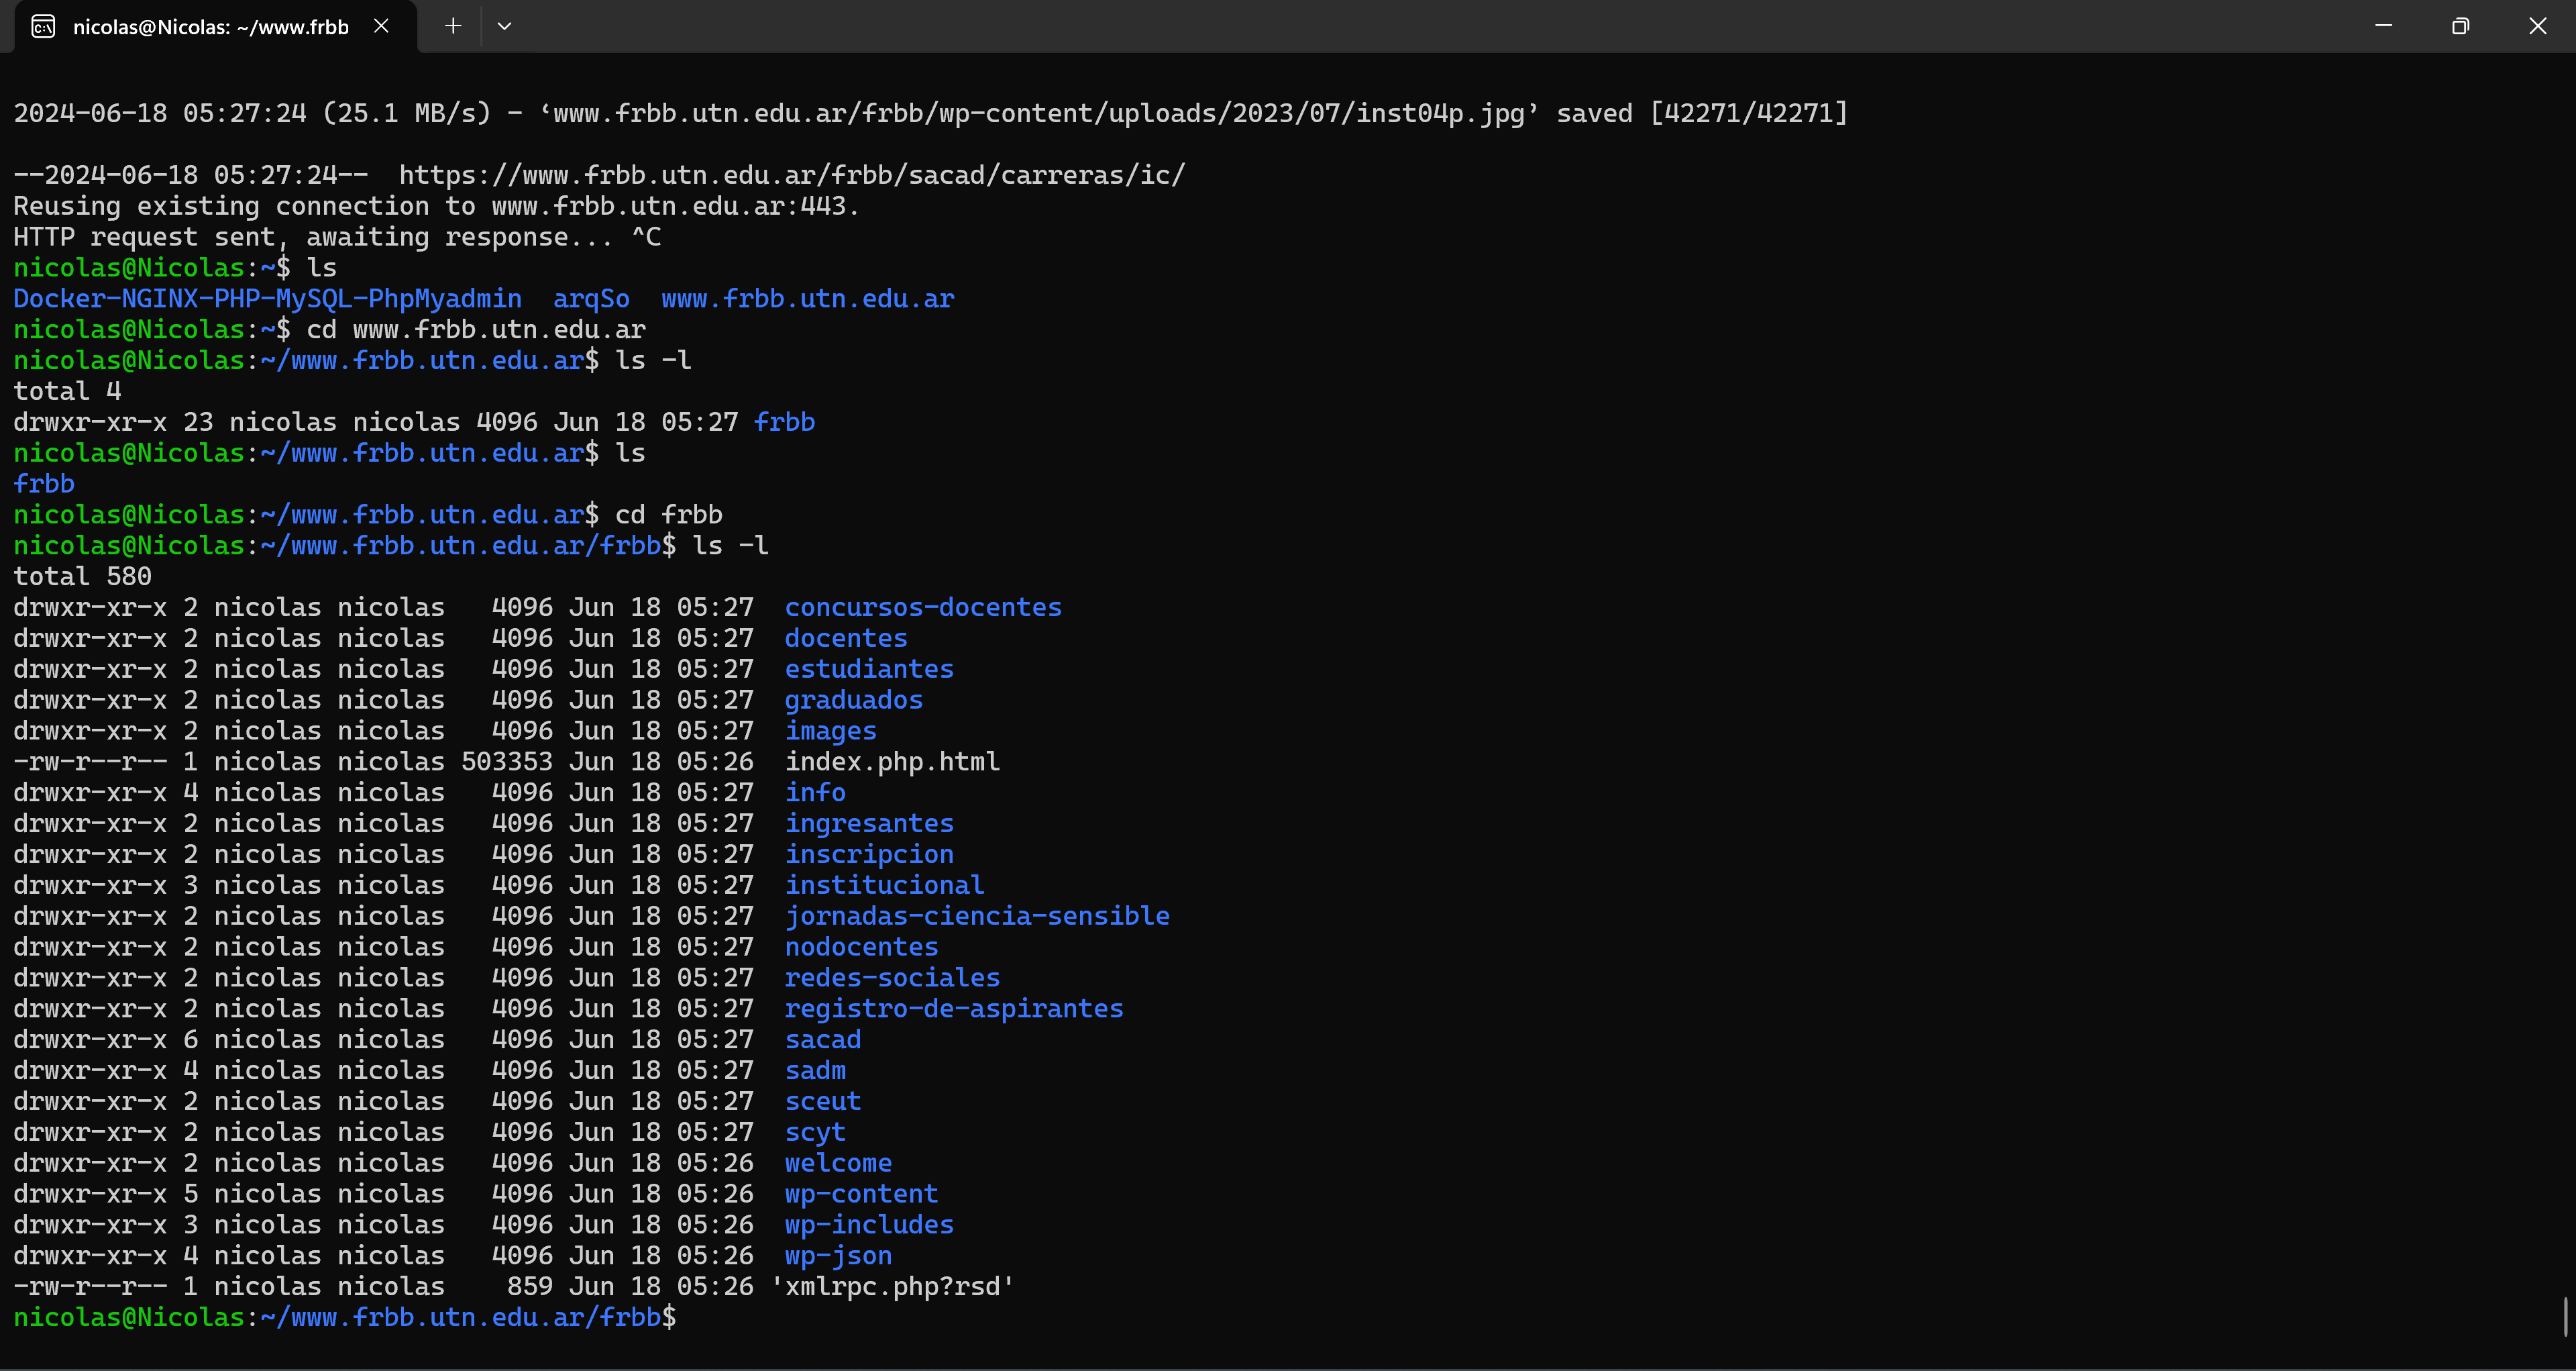 nicolas@Nicolas: ~/www.frbb
2024-06-18 05:27:24 (25.1 MB/s) - ‘www.frbb.utn.edu.ar/frbb/wp-content/uploads/2023/07/inst04p.jpg’ saved [42271/42271]
--2024-06-18 05:27:24--  https://www.frbb.utn.edu.ar/frbb/sacad/carreras/ic/
Reusing existing connection to www.frbb.utn.edu.ar:443.
HTTP request sent, awaiting response... ^C
nicolas@Nicolas:~$ ls
Docker-NGINX-PHP-MySQL-PhpMyadmin  arqSo  www.frbb.utn.edu.ar
nicolas@Nicolas:~$ cd www.frbb.utn.edu.ar
nicolas@Nicolas:~/www.frbb.utn.edu.ar$ ls -l
total 4
drwxr-xr-x 23 nicolas nicolas 4096 Jun 18 05:27 frbb
nicolas@Nicolas:~/www.frbb.utn.edu.ar$ ls
frbb
nicolas@Nicolas:~/www.frbb.utn.edu.ar$ cd frbb
nicolas@Nicolas:~/www.frbb.utn.edu.ar/frbb$ ls -l
total 580
drwxr-xr-x 2 nicolas nicolas   4096 Jun 18 05:27  concursos-docentes
drwxr-xr-x 2 nicolas nicolas   4096 Jun 18 05:27  docentes
drwxr-xr-x 2 nicolas nicolas   4096 Jun 18 05:27  estudiantes
drwxr-xr-x 2 nicolas nicolas   4096 Jun 18 05:27  graduados
drwxr-xr-x 2 nicolas nicolas   4096 Jun 18 05:27  images
-rw-r--r-- 1 nicolas nicolas 503353 Jun 18 05:26  index.php.html
drwxr-xr-x 4 nicolas nicolas   4096 Jun 18 05:27  info
drwxr-xr-x 2 nicolas nicolas   4096 Jun 18 05:27  ingresantes
drwxr-xr-x 2 nicolas nicolas   4096 Jun 18 05:27  inscripcion
drwxr-xr-x 3 nicolas nicolas   4096 Jun 18 05:27  institucional
drwxr-xr-x 2 nicolas nicolas   4096 Jun 18 05:27  jornadas-ciencia-sensible
drwxr-xr-x 2 nicolas nicolas   4096 Jun 18 05:27  nodocentes
drwxr-xr-x 2 nicolas nicolas   4096 Jun 18 05:27  redes-sociales
drwxr-xr-x 2 nicolas nicolas   4096 Jun 18 05:27  registro-de-aspirantes
drwxr-xr-x 6 nicolas nicolas   4096 Jun 18 05:27  sacad
drwxr-xr-x 4 nicolas nicolas   4096 Jun 18 05:27  sadm
drwxr-xr-x 2 nicolas nicolas   4096 Jun 18 05:27  sceut
drwxr-xr-x 2 nicolas nicolas   4096 Jun 18 05:27  scyt
drwxr-xr-x 2 nicolas nicolas   4096 Jun 18 05:26  welcome
drwxr-xr-x 5 nicolas nicolas   4096 Jun 18 05:26  wp-content
drwxr-xr-x 3 nicolas nicolas   4096 Jun 18 05:26  wp-includes
drwxr-xr-x 4 nicolas nicolas   4096 Jun 18 05:26  wp-json
-rw-r--r-- 1 nicolas nicolas    859 Jun 18 05:26 'xmlrpc.php?rsd'
nicolas@Nicolas:~/www.frbb.utn.edu.ar/frbb$